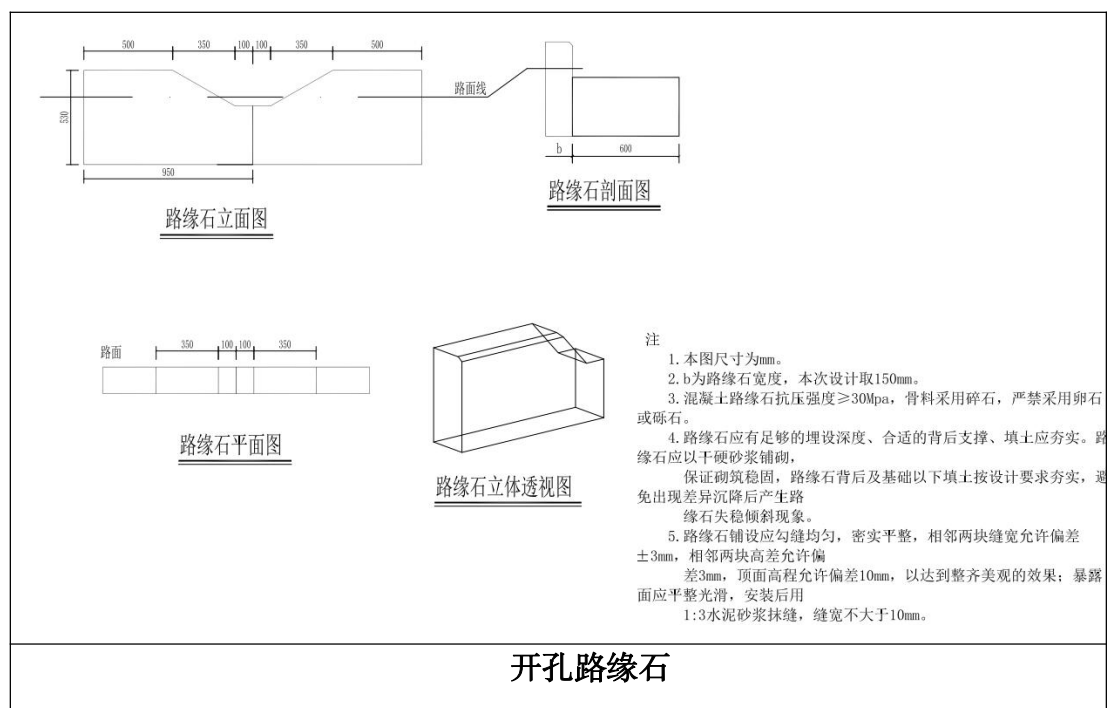 500 350 100 100 350 500
路面线
530
950
b 600
路缘石立面图
路缘石剖面图
350 100 100 350
路面
路缘石平面图
路缘石立体透视图
注
1.本图尺寸为mm。
2.b为路缘石宽度，本次设计取150mm。
3.混凝土路缘石抗压强度≥30Mpa，骨料采用碎石，严禁采用卵石
或砾石。
4.路缘石应有足够的埋设深度、合适的背后支撑、填土应夯实。路
缘石应以干硬砂浆铺砌，
保证砌筑稳固，路缘石背后及基础以下填土按设计要求夯实，避
免出现差异沉降后产生路
缘石失稳倾斜现象。
5.路缘石铺设应勾缝均匀，密实平整，相邻两块缝宽允许偏差
±3mm，相邻两块高差允许偏
差3mm，顶面高程允许偏差10mm，以达到整齐美观的效果；暴露
面应平整光滑，安装后用
1:3水泥砂浆抹缝，缝宽不大于10mm。
开孔路缘石